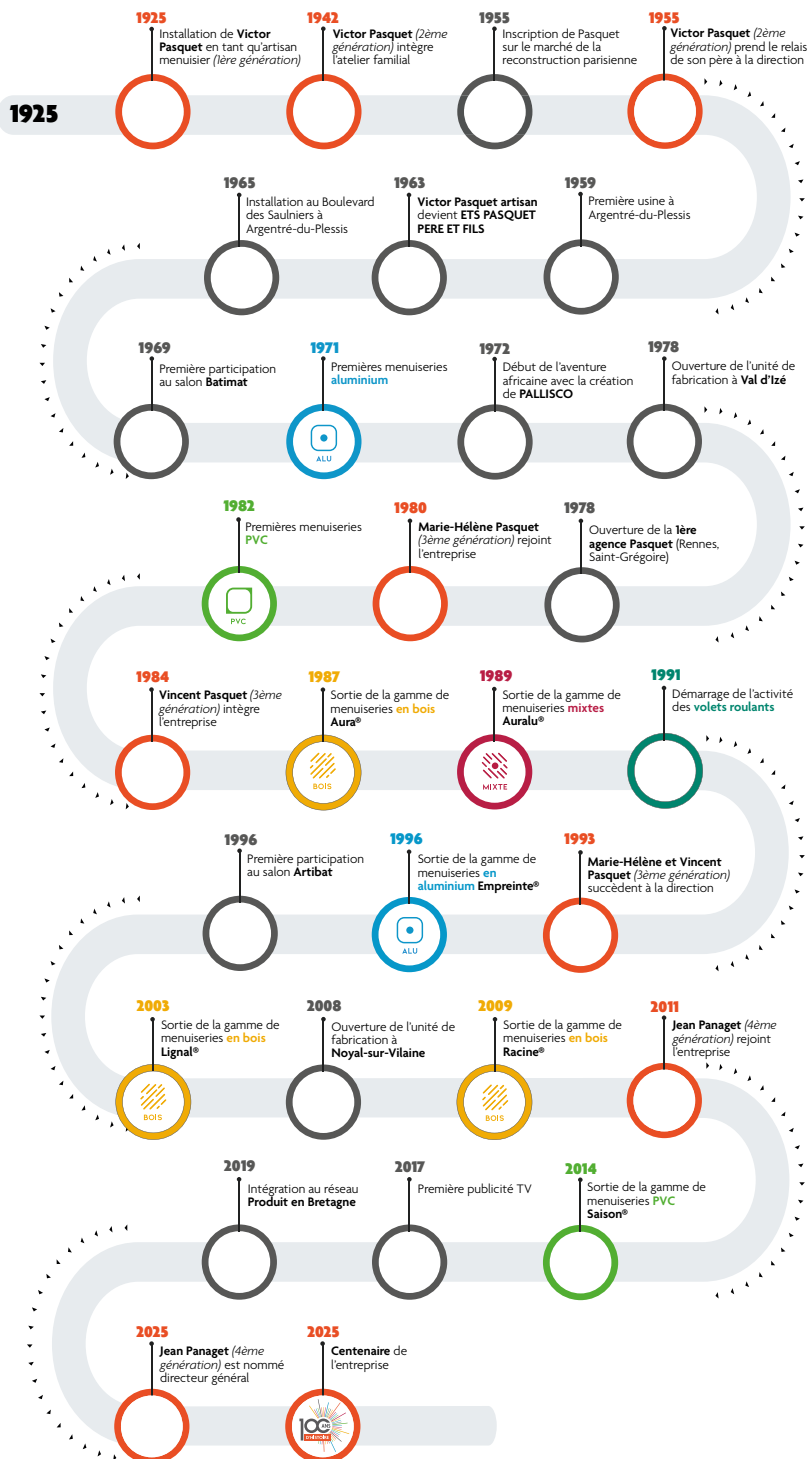 1925
1925
Installation de Victor
Pasquet en tant qu'artisan
menuisier (1ère génération)
1942
Victor Pasquet (2ème
génération) intègre
l'atelier familial
1955
Inscription de Pasquet
sur le marché de la
reconstruction parisienne
1955
Victor Pasquet (2ème
génération) prend le relais
de son père à la direction
1959
Première usine à
Argentré-du-Plessis
1963
Victor Pasquet artisan
devient ETS PASQUET
PERE ET FILS
1965
Installation au Boulevard
des Saulniers à
Argentré-du-Plessis
1969
Première participation
au salon Batimat
1971
Premières menuiseries
aluminium
ALU
1972
Début de l'aventure
africaine avec la création
de PALLISCO
1978
Ouverture de l'unité de
fabrication à Val d'Izé
1978
Ouverture de la 1ère
agence Pasquet (Rennes,
Saint-Grégoire)
1980
Marie-Hélène Pasquet
(3ème génération) rejoint
l'entreprise
1982
Premières menuiseries
PVC
PVC
1984
Vincent Pasquet (3ème
génération) intègre
l'entreprise
1987
Sortie de la gamme de
menuiseries en bois
Aura®
BOIS
1989
Sortie de la gamme de
menuiseries mixtes
Auralu®
MIXTE
1991
Démarrage de l'activité
des volets roulants
1993
Marie-Hélène et Vincent
Pasquet (3ème génération)
succèdent à la direction
1996
Sortie de la gamme de
menuiseries en
aluminium Empreinte®
ALU
1996
Première participation
au salon Artibat
2003
Sortie de la gamme de
menuiseries en bois
Lignal®
BOIS
2008
Ouverture de l'unité de
fabrication à
Noyal-sur-Vilaine
2009
Sortie de la gamme de
menuiseries en bois
Racine®
BOIS
2011
Jean Panaget (4ème
génération) rejoint
l'entreprise
2014
Sortie de la gamme de
menuiseries PVC
Saison®
2017
Première publicité TV
2019
Intégration au réseau
Produit en Bretagne
2025
Jean Panaget (4ème
génération) est nommé
directeur général
2025
Centenaire de
l'entreprise
100 ANS
D'HISTOIRE